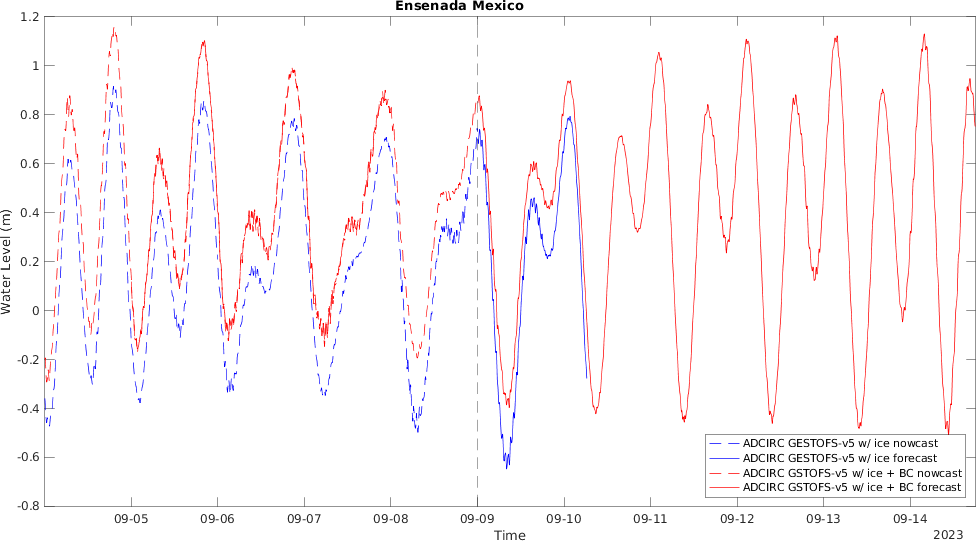 Ensenada Mexico
Water Level (m)
1.2
1
0.8
0.6
0.4
0.2
0
-0.2
-0.4
-0.6
-0.8
ADCIRC GESTOFS-v5 w/ ice nowcast
ADCIRC GESTOFS-v5 w/ ice forecast
ADCIRC GSTOFS-v5 w/ ice + BC nowcast
ADCIRC GSTOFS-v5 w/ ice + BC forecast
09-05 09-06 09-07 09-08 09-09 09-10 09-11 09-12 09-13 09-14
Time
2023